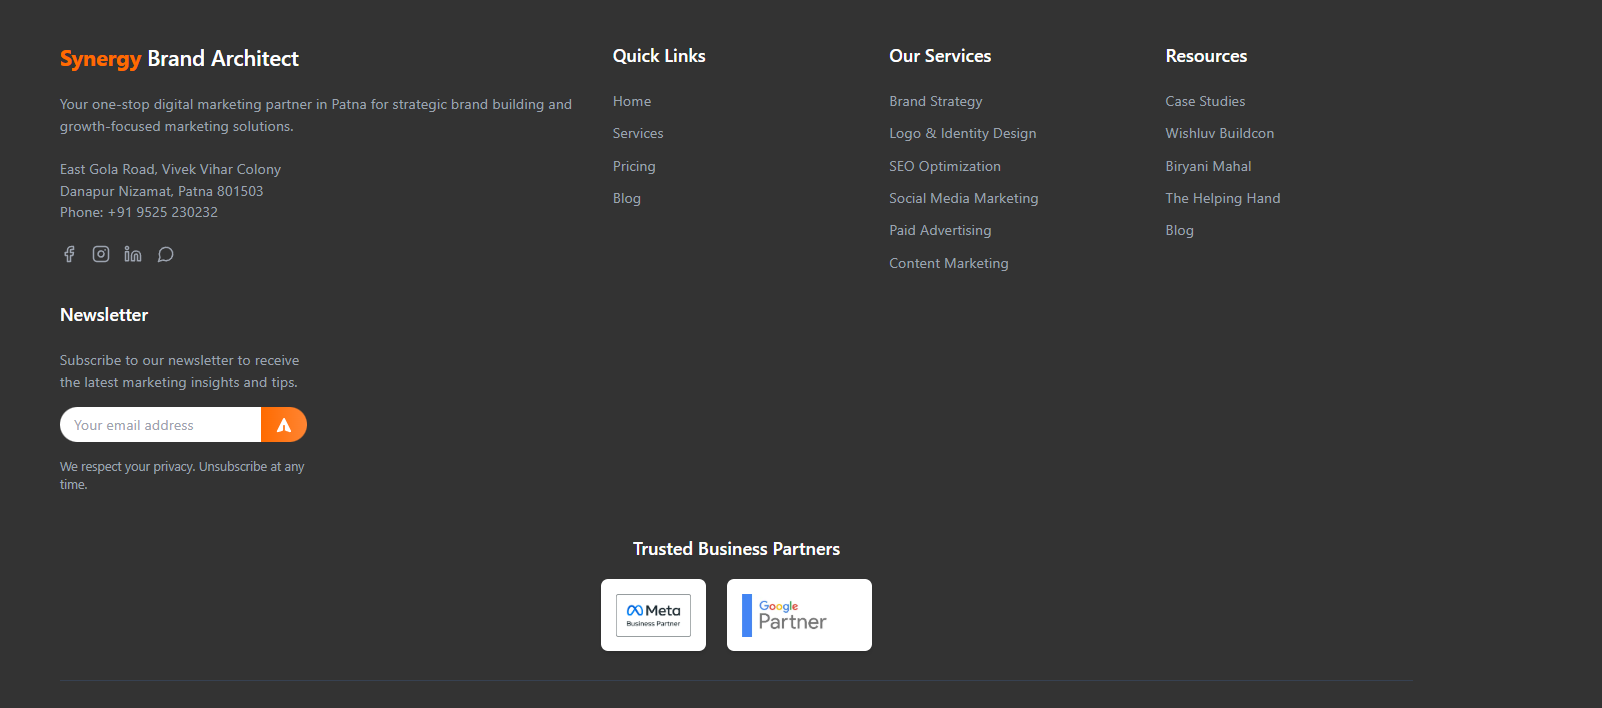 Synergy Brand Architect
Your one-stop digital marketing partner in Patna for strategic brand building and
growth-focused marketing solutions.
East Gola Road, Vivek Vihar Colony
Danapur Nizamat, Patna 801503
Phone: +91 9525 230232
Newsletter
Subscribe to our newsletter to receive
the latest marketing insights and tips.
Your email address
We respect your privacy. Unsubscribe at any
time.
Quick Links
Home
Services
Pricing
Blog
Our Services
Brand Strategy
Logo & Identity Design
SEO Optimization
Social Media Marketing
Paid Advertising
Content Marketing
Resources
Case Studies
Wishluv Buildcon
Biryani Mahal
The Helping Hand
Blog
Trusted Business Partners
Meta
Business Partner
Google
Partner